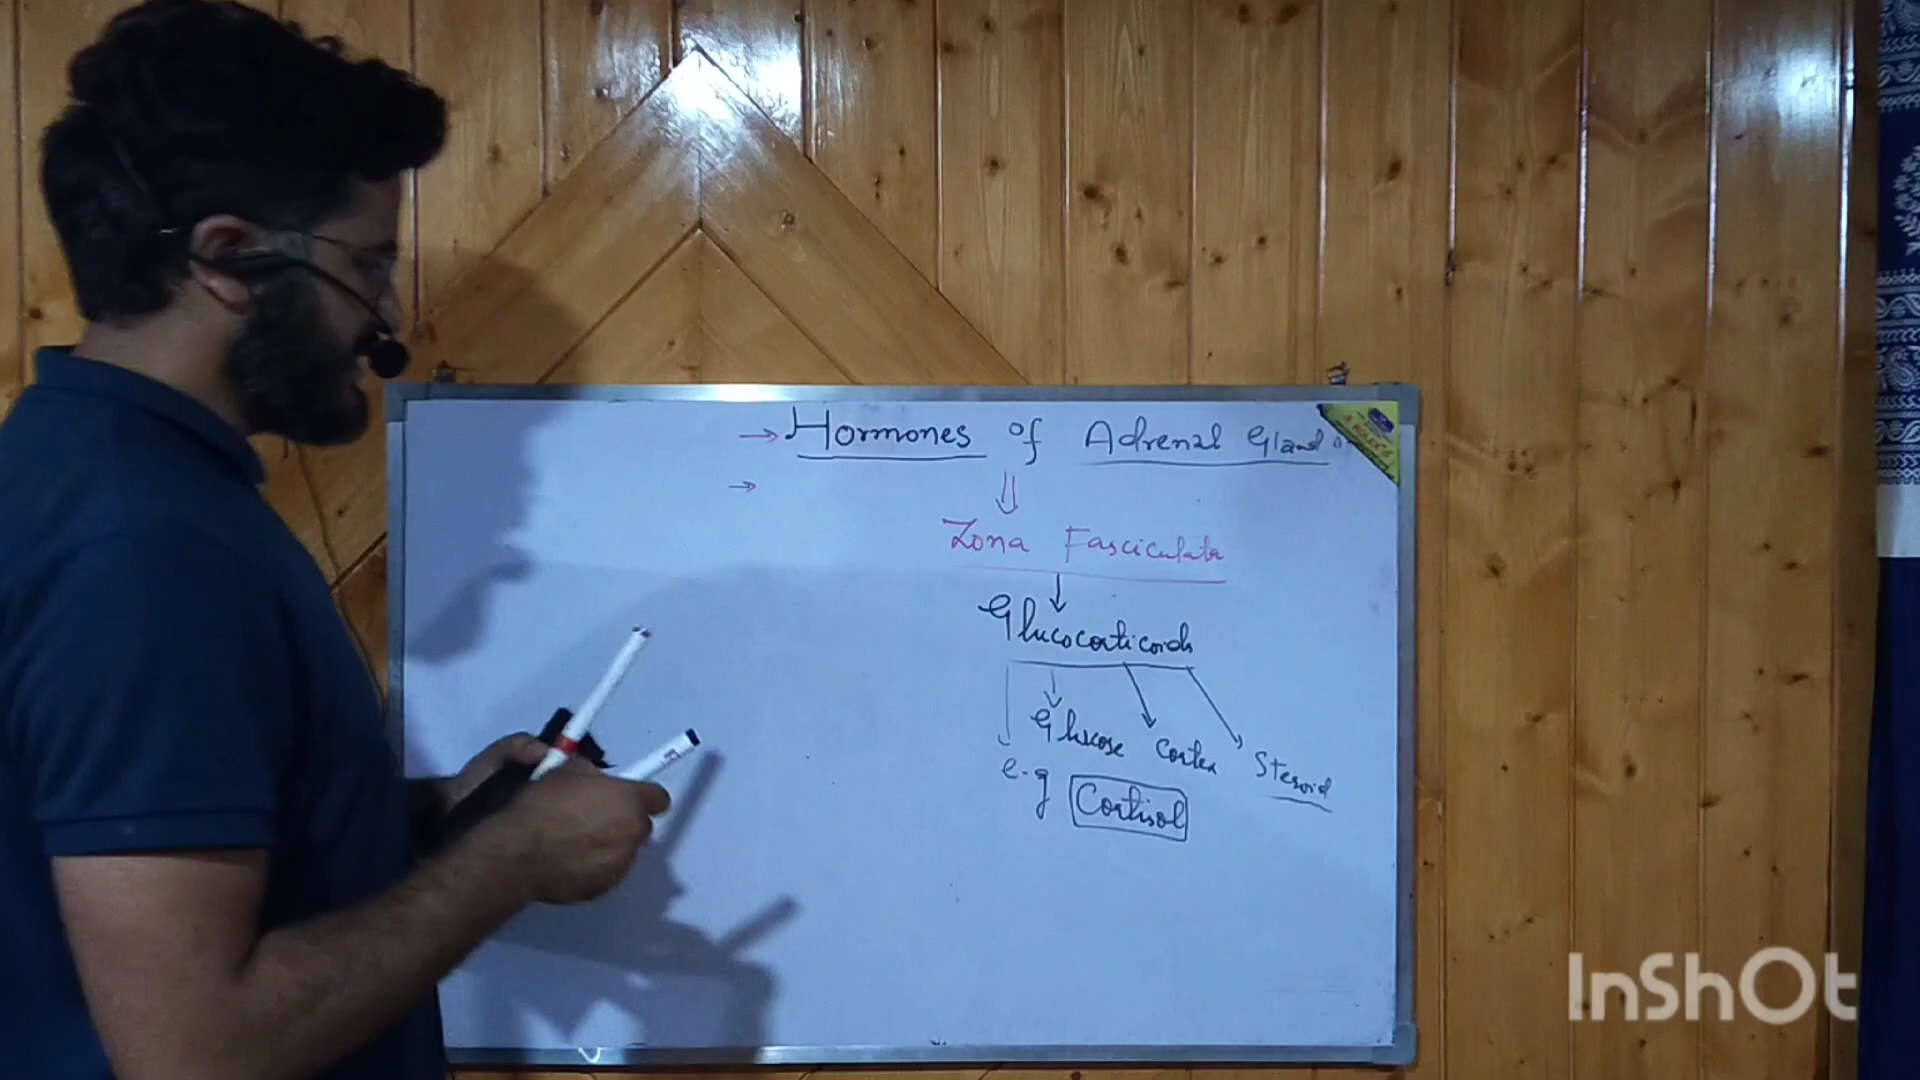 → Hormones of Adrenal Gland
→ ⇓
Zona Fasciculata
↓
Glucocorticoids
Glucose Cortex Steroid
e.g Cortisol
InShOt